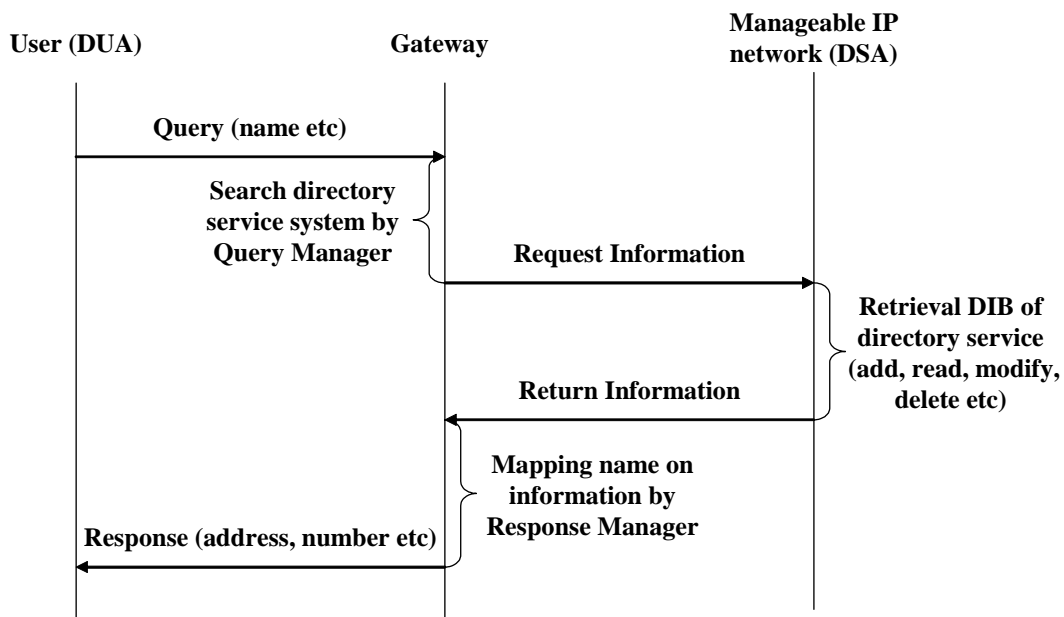 User (DUA)
Gateway
Manageable IP
network (DSA)
Query (name etc)
Search directory
service system by
Query Manager
Request Information
Retrieval DIB of
directory service
(add, read, modify,
delete etc)
Return Information
Mapping name on
information by
Response Manager
Response (address, number etc)